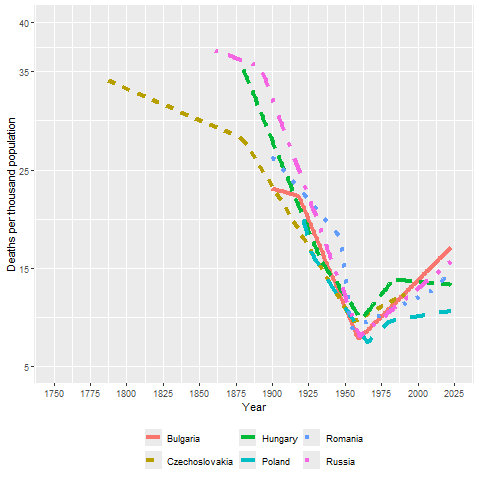 40
35
25
15
5
Deaths per thousand population
1750 1775 1800 1825 1850 1875 1900 1925 1950 1975 2000 2025
Year
Bulgaria Hungary Romania
Czechoslovakia Poland Russia